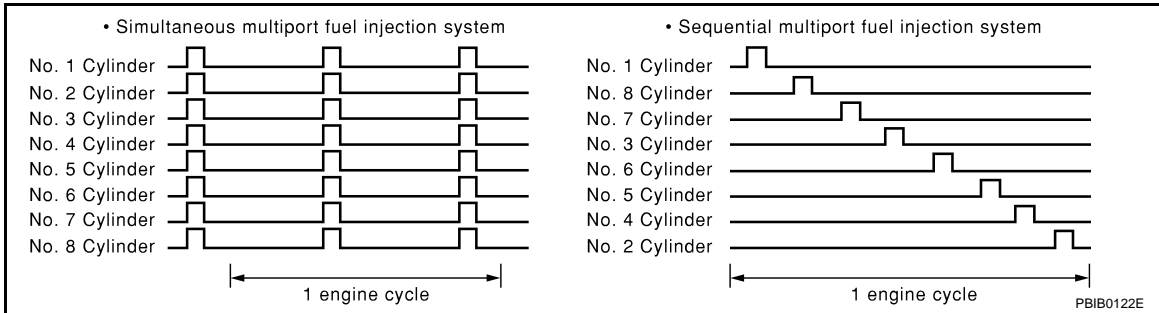 • Simultaneous multiport fuel injection system
No. 1 Cylinder
No. 2 Cylinder
No. 3 Cylinder
No. 4 Cylinder
No. 5 Cylinder
No. 6 Cylinder
No. 7 Cylinder
No. 8 Cylinder
1 engine cycle
• Sequential multiport fuel injection system
No. 1 Cylinder
No. 8 Cylinder
No. 7 Cylinder
No. 3 Cylinder
No. 6 Cylinder
No. 5 Cylinder
No. 4 Cylinder
No. 2 Cylinder
1 engine cycle
PBIB0122E